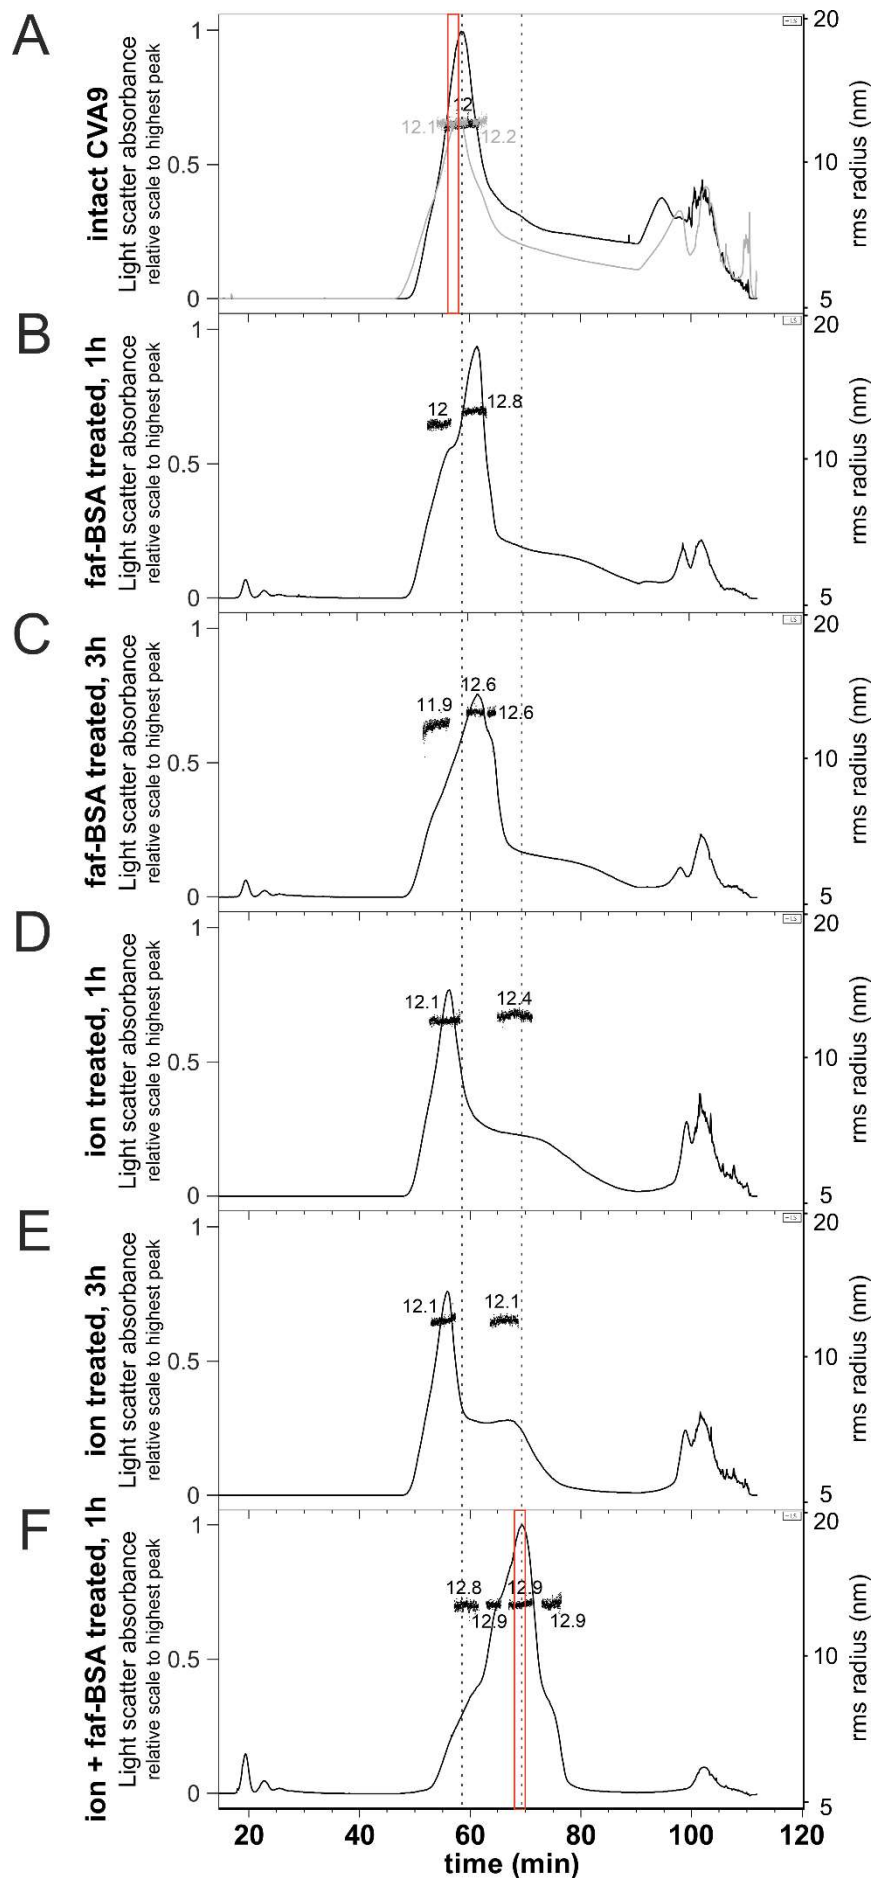 A
intact CVA9
Light scatter absorbance
relative scale to highest peak
1
0.5
0
12.1
12
12.2
20
10
5
rms radius (nm)
B
faf-BSA treated, 1h
Light scatter absorbance
relative scale to highest peak
1
0.5
0
12
12.8
20
10
5
rms radius (nm)
C
faf-BSA treated, 3h
Light scatter absorbance
relative scale to highest peak
1
0.5
0
11.9
12.6
12.6
20
10
5
rms radius (nm)
D
ion treated, 1h
Light scatter absorbance
relative scale to highest peak
1
0.5
0
12.1
12.4
20
10
5
rms radius (nm)
E
ion treated, 3h
Light scatter absorbance
relative scale to highest peak
1
0.5
0
12.1
12.1
20
10
5
rms radius (nm)
F
ion + faf-BSA treated, 1h
Light scatter absorbance
relative scale to highest peak
1
0.5
0
12.8
12.9
12.9
12.9
20
10
5
rms radius (nm)
20 40 60 80 100 120
time (min)